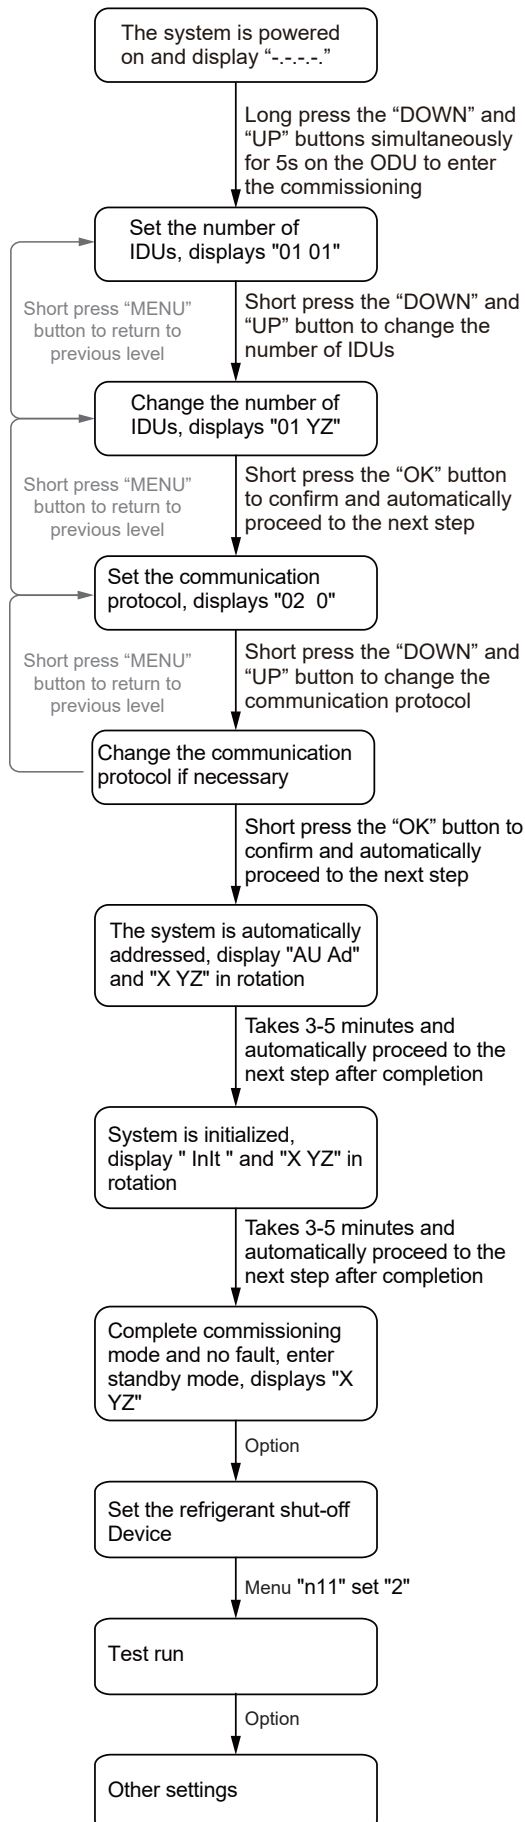 The system is powered
on and display “-.-.-.-.”
Long press the “DOWN” and
“UP” buttons simultaneously
for 5s on the ODU to enter
the commissioning
Set the number of
IDUs, displays "01 01"
Short press “MENU”
button to return to
previous level
Short press the “DOWN” and
“UP” button to change the
number of IDUs
Change the number of
IDUs, displays "01 YZ"
Short press “MENU”
button to return to
previous level
Short press the “OK” button
to confirm and automatically
proceed to the next step
Set the communication
protocol, displays "02  0"
Short press “MENU”
button to return to
previous level
Short press the “DOWN” and
“UP” button to change the
communication protocol
Change the communication
protocol if necessary
Short press the “OK” button to
confirm and automatically
proceed to the next step
The system is automatically
addressed, display "AU Ad"
and "X YZ" in rotation
Takes 3-5 minutes and
automatically proceed to the
next step after completion
System is initialized,
display " InIt " and "X YZ" in
rotation
Takes 3-5 minutes and
automatically proceed to the
next step after completion
Complete commissioning
mode and no fault, enter
standby mode, displays "X
YZ"
Option
Set the refrigerant shut-off
Device
Menu "n11" set "2"
Test run
Option
Other settings